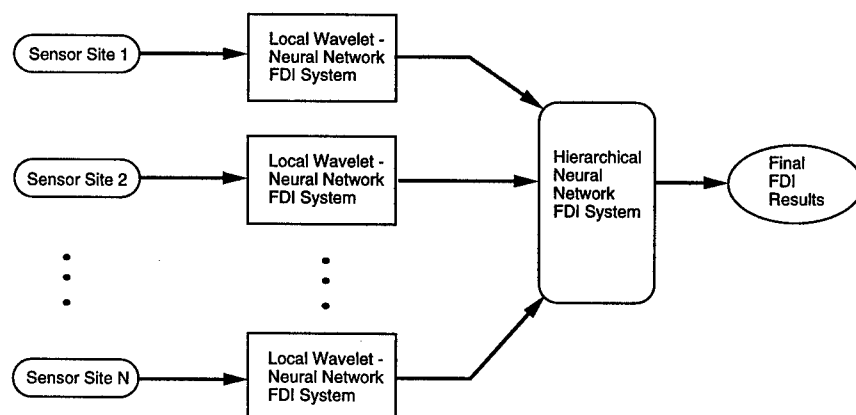 Sensor Site 1
Local Wavelet -
Neural Network
FDI System
Sensor Site 2
Local Wavelet -
Neural Network
FDI System
Hierarchical
Neural
Network
FDI System
Final
FDI
Results
Sensor Site N
Local Wavelet -
Neural Network
FDI System